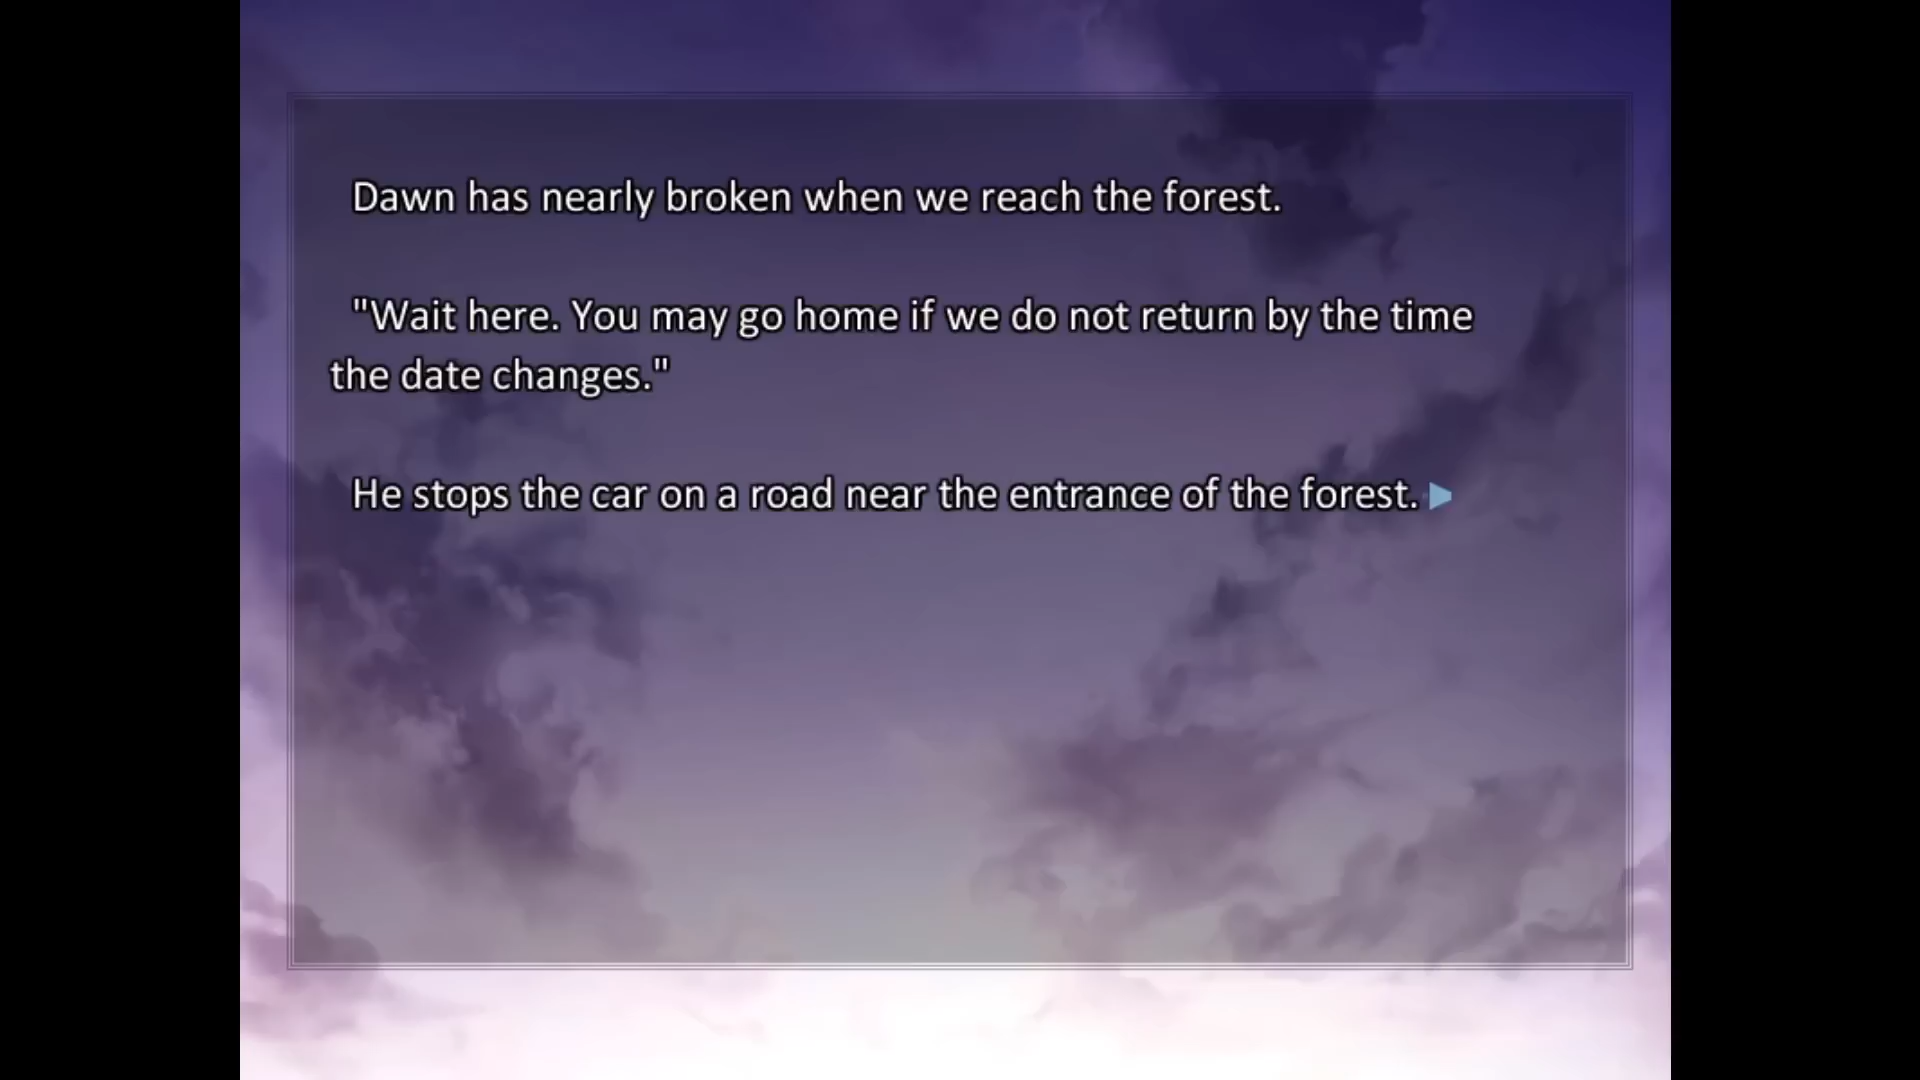 Dawn has nearly broken when we reach the forest.
"Wait here. You may go home if we do not return by the time
the date changes."
He stops the car on a road near the entrance of the forest.